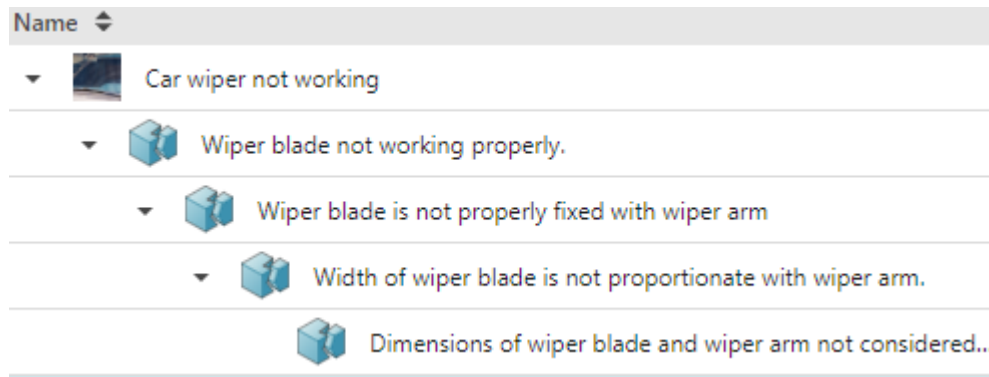 Name
Car wiper not working
Wiper blade not working properly.
Wiper blade is not properly fixed with wiper arm
Width of wiper blade is not proportionate with wiper arm.
Dimensions of wiper blade and wiper arm not considered..